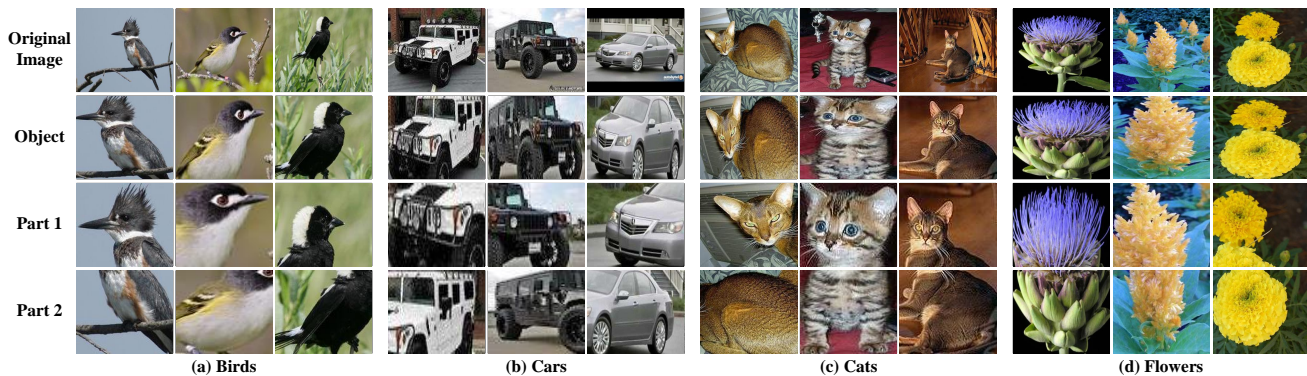 Original
Image
Object
Part 1
Part 2
(a) Birds
(b) Cars
(c) Cats
(d) Flowers